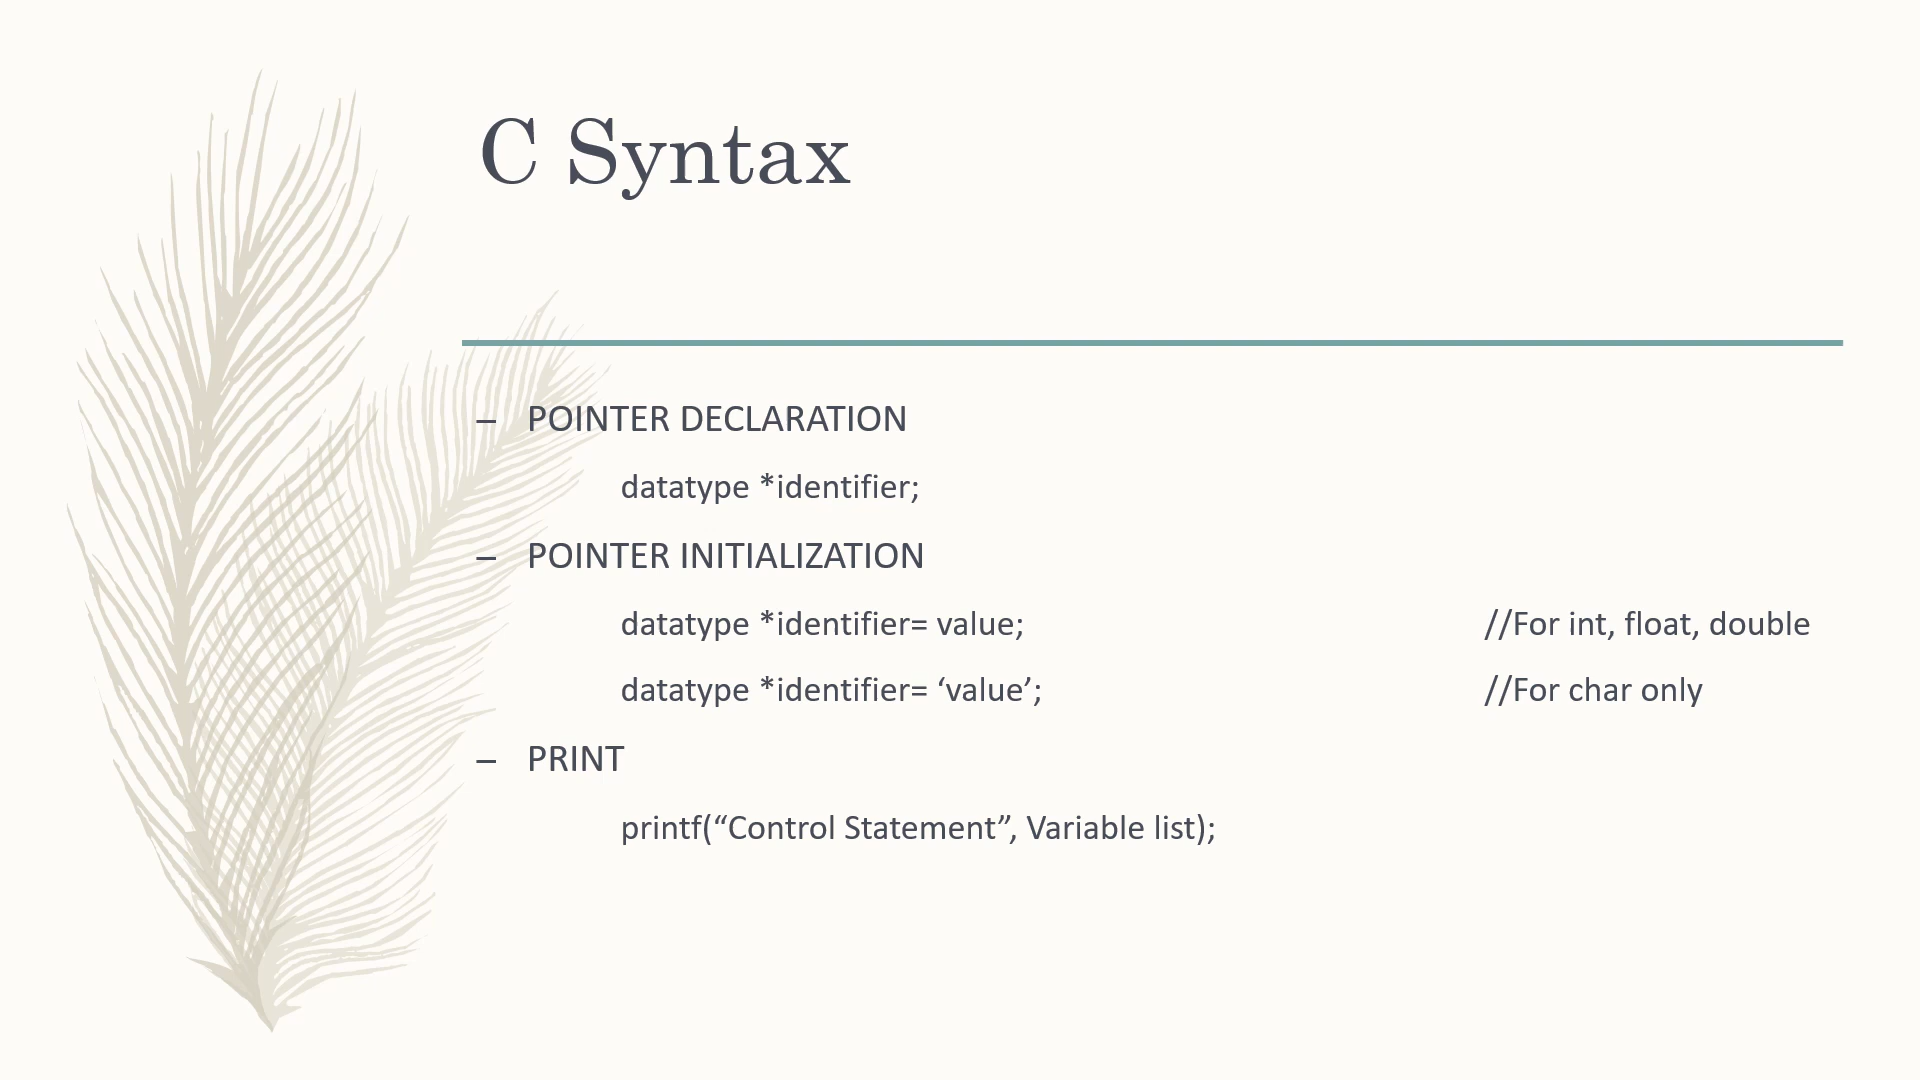 C Syntax
– POINTER DECLARATION
datatype *identifier;
– POINTER INITIALIZATION
datatype *identifier= value; //For int, float, double
datatype *identifier= ‘value’; //For char only
– PRINT
printf(“Control Statement”, Variable list);